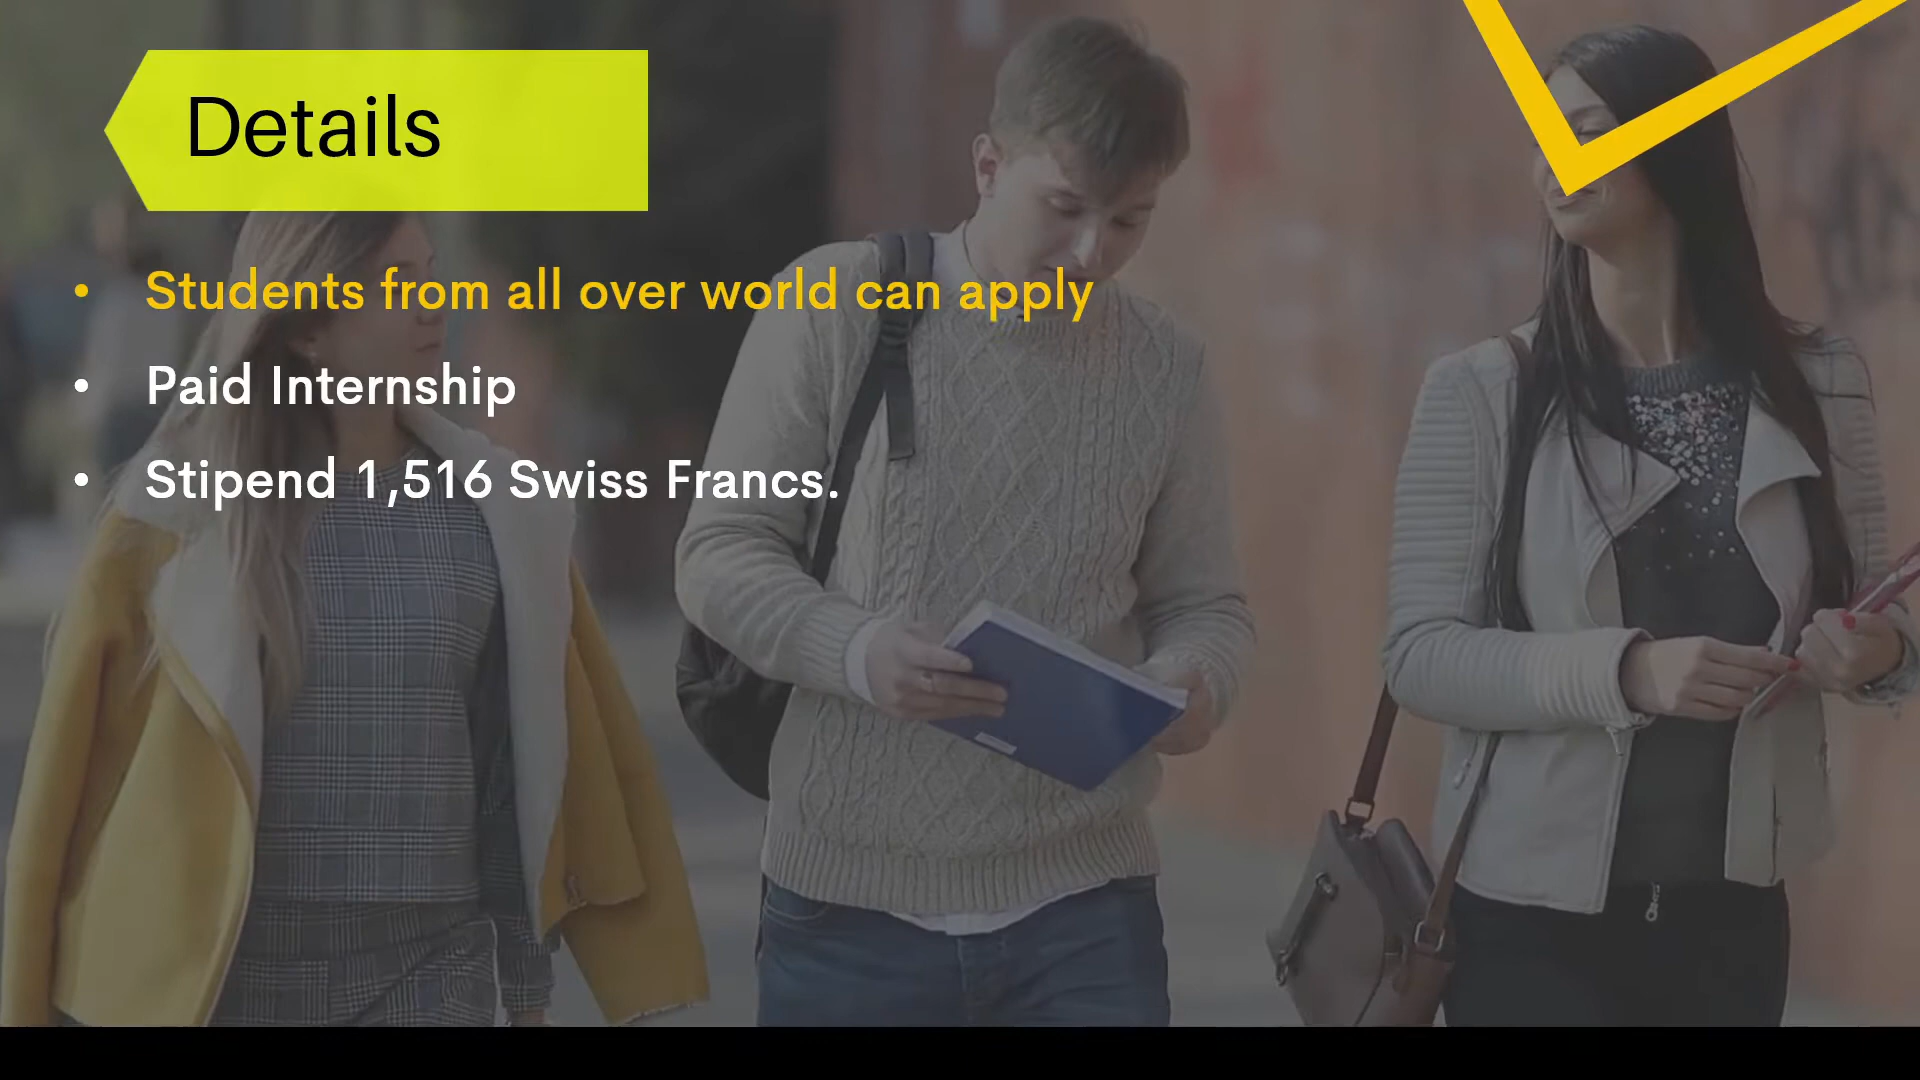 Details
• Students from all over world can apply
• Paid Internship
• Stipend 1,516 Swiss Francs.